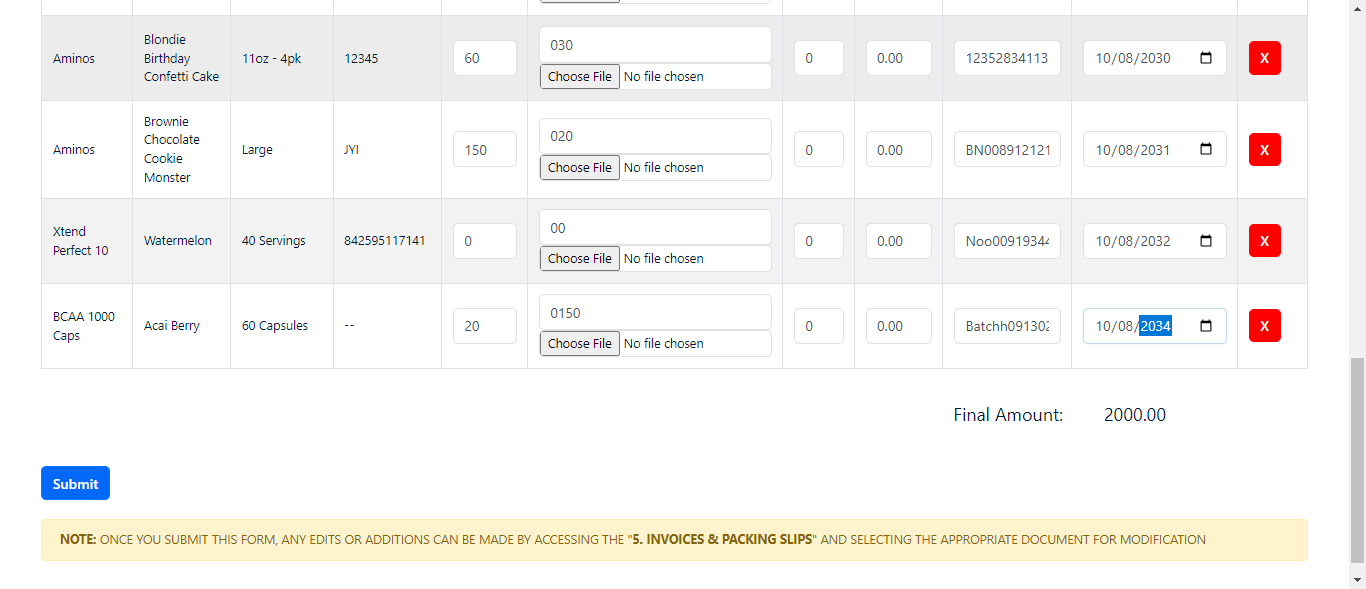 Aminos
Blondie
Birthday
Confetti Cake
11oz - 4pk
12345
60
030
Choose File No file chosen
0
0.00
12352834113
10/08/2030
X
Aminos
Brownie
Chocolate
Cookie
Monster
Large
JYI
150
020
Choose File No file chosen
0
0.00
BN008912121
10/08/2031
X
Xtend
Perfect 10
Watermelon
40 Servings
842595117141
0
00
Choose File No file chosen
0
0.00
Noo00919344
10/08/2032
X
BCAA 1000
Caps
Acai Berry
60 Capsules
--
20
0150
Choose File No file chosen
0
0.00
Batchh091302
10/08/2034
X
Final Amount: 2000.00
Submit
NOTE: ONCE YOU SUBMIT THIS FORM, ANY EDITS OR ADDITIONS CAN BE MADE BY ACCESSING THE "5. INVOICES & PACKING SLIPS" AND SELECTING THE APPROPRIATE DOCUMENT FOR MODIFICATION